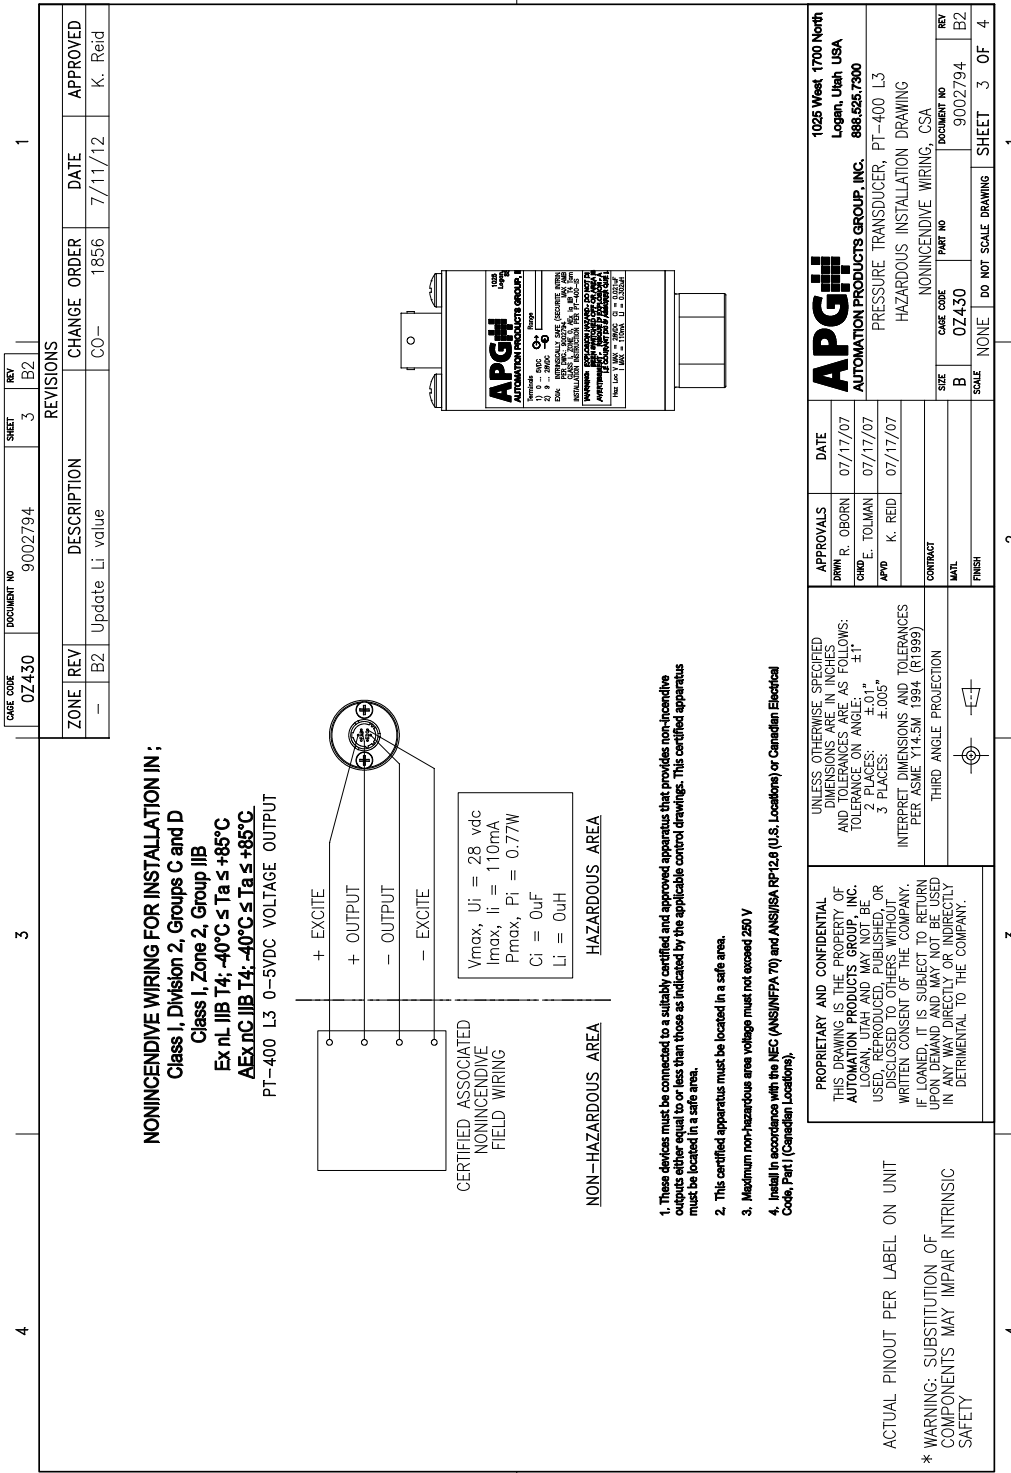 CAGE CODE
0Z430
DOCUMENT NO
9002794
SHEET
3
REV
B2
REVISIONS
ZONE REV DESCRIPTION CHANGE ORDER DATE APPROVED
– B2 Update Li value CO– 1856 7/11/12 K. Reid
4 3 1
NONINCENDIVE WIRING FOR INSTALLATION IN ;
Class I, Division 2, Groups C and D
Class I, Zone 2, Group IIB
Ex nL IIB T4; -40°C ≤ Ta ≤ +85°C
AEx nC IIB T4; -40°C ≤ Ta ≤ +85°C
PT–400 L3 0–5VDC VOLTAGE OUTPUT
+ EXCITE
+ OUTPUT
– OUTPUT
– EXCITE
CERTIFIED ASSOCIATED
NONINCENDIVE
FIELD WIRING
Vmax, Ui = 28 vdc
Imax, Ii = 110mA
Pmax, Pi = 0.77W
Ci = 0uF
Li = 0uH
NON–HAZARDOUS AREA
HAZARDOUS AREA
APG
AUTOMATION PRODUCTS GROUP,
Terminals
Range
1. These devices must be connected to a suitably certified and approved apparatus that provides non-incendive
outputs either equal to or less than those as indicated by the applicable control drawings. This certified apparatus
must be located in a safe area.
2. This certified apparatus must be located in a safe area.
3. Maximum non-hazardous area voltage must not exceed 250 V
4. Install in accordance with the NEC (ANSI/NFPA 70) and ANSI/ISA RP12.6 (U.S. Locations) or Canadian Electrical
Code, Part I (Canadian Locations),
ACTUAL PINOUT PER LABEL ON UNIT
* WARNING: SUBSTITUTION OF
COMPONENTS MAY IMPAIR INTRINSIC
SAFETY
PROPRIETARY AND CONFIDENTIAL
THIS DRAWING IS THE PROPERTY OF
AUTOMATION PRODUCTS GROUP, INC.
LOGAN, UTAH AND MAY NOT BE
USED, REPRODUCED, PUBLISHED, OR
DISCLOSED TO OTHERS WITHOUT
WRITTEN CONSENT OF THE COMPANY.
IF LOANED, IT IS SUBJECT TO RETURN
UPON DEMAND AND MAY NOT BE USED
IN ANY WAY DIRECTLY OR INDIRECTLY
DETRIMENTAL TO THE COMPANY.
UNLESS OTHERWISE SPECIFIED
DIMENSIONS ARE IN INCHES
AND TOLERANCES ARE AS FOLLOWS:
TOLERANCE ON ANGLE: ±1°
2 PLACES: ±.01"
3 PLACES: ±.005"
INTERPRET DIMENSIONS AND TOLERANCES
PER ASME Y14.5M 1994 (R1999)
THIRD ANGLE PROJECTION
APPROVALS DATE
DRWN R. OBORN 07/17/07
CHKD E. TOLMAN 07/17/07
APVD K. REID 07/17/07
CONTRACT
MATL
FINISH
APG
AUTOMATION PRODUCTS GROUP, INC.
1025 West 1700 North
Logan, Utah USA
888.525.7300
PRESSURE TRANSDUCER, PT–400 L3
HAZARDOUS INSTALLATION DRAWING
NONINCENDIVE WIRING, CSA
SIZE
B
CAGE CODE
0Z430
PART NO
DOCUMENT NO
9002794
REV
B2
SCALE
NONE
DO NOT SCALE DRAWING
SHEET 3 OF 4